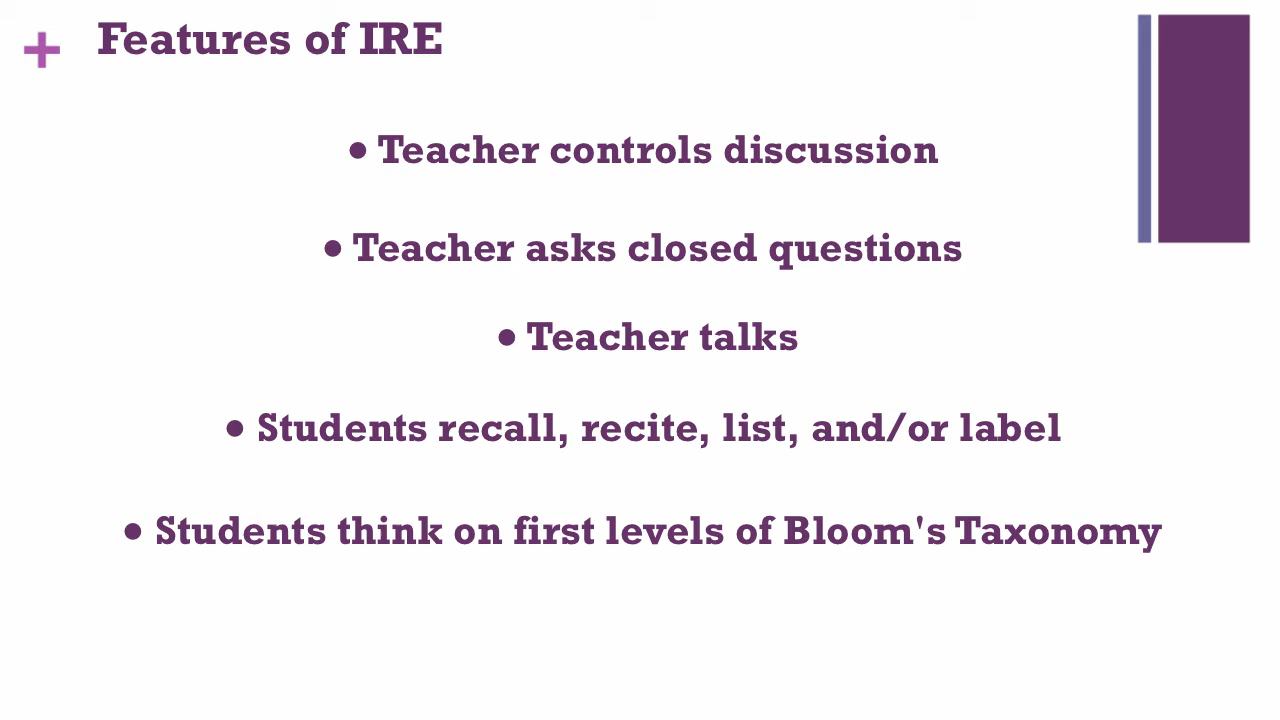 + Features of IRE
• Teacher controls discussion
• Teacher asks closed questions
• Teacher talks
• Students recall, recite, list, and/or label
• Students think on first levels of Bloom's Taxonomy